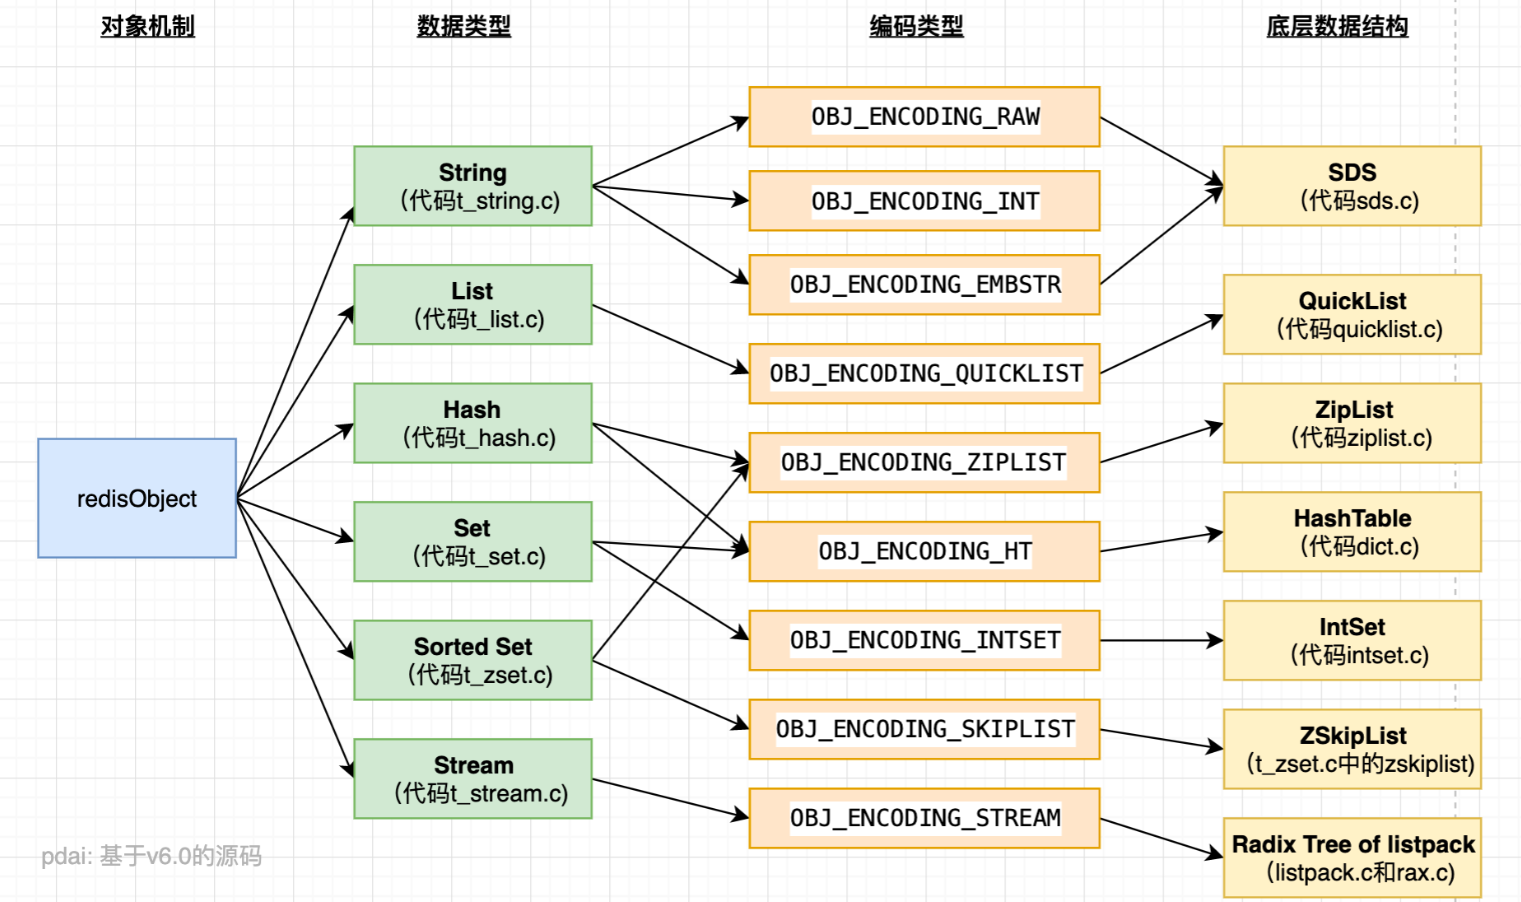 对象机制
数据类型
编码类型
底层数据结构
redisObject
String
(代码t_string.c)
List
(代码t_list.c)
Hash
(代码t_hash.c)
Set
(代码t_set.c)
Sorted Set
(代码t_zset.c)
Stream
(代码t_stream.c)
OBJ_ENCODING_RAW
OBJ_ENCODING_INT
OBJ_ENCODING_EMBSTR
OBJ_ENCODING_QUICKLIST
OBJ_ENCODING_ZIPLIST
OBJ_ENCODING_HT
OBJ_ENCODING_INTSET
OBJ_ENCODING_SKIPLIST
OBJ_ENCODING_STREAM
SDS
(代码sds.c)
QuickList
(代码quicklist.c)
ZipList
(代码ziplist.c)
HashTable
(代码dict.c)
IntSet
(代码intset.c)
ZSkipList
(t_zset.c中的zskiplist)
Radix Tree of listpack
(listpack.c和rax.c)
pdai: 基于v6.0的源码